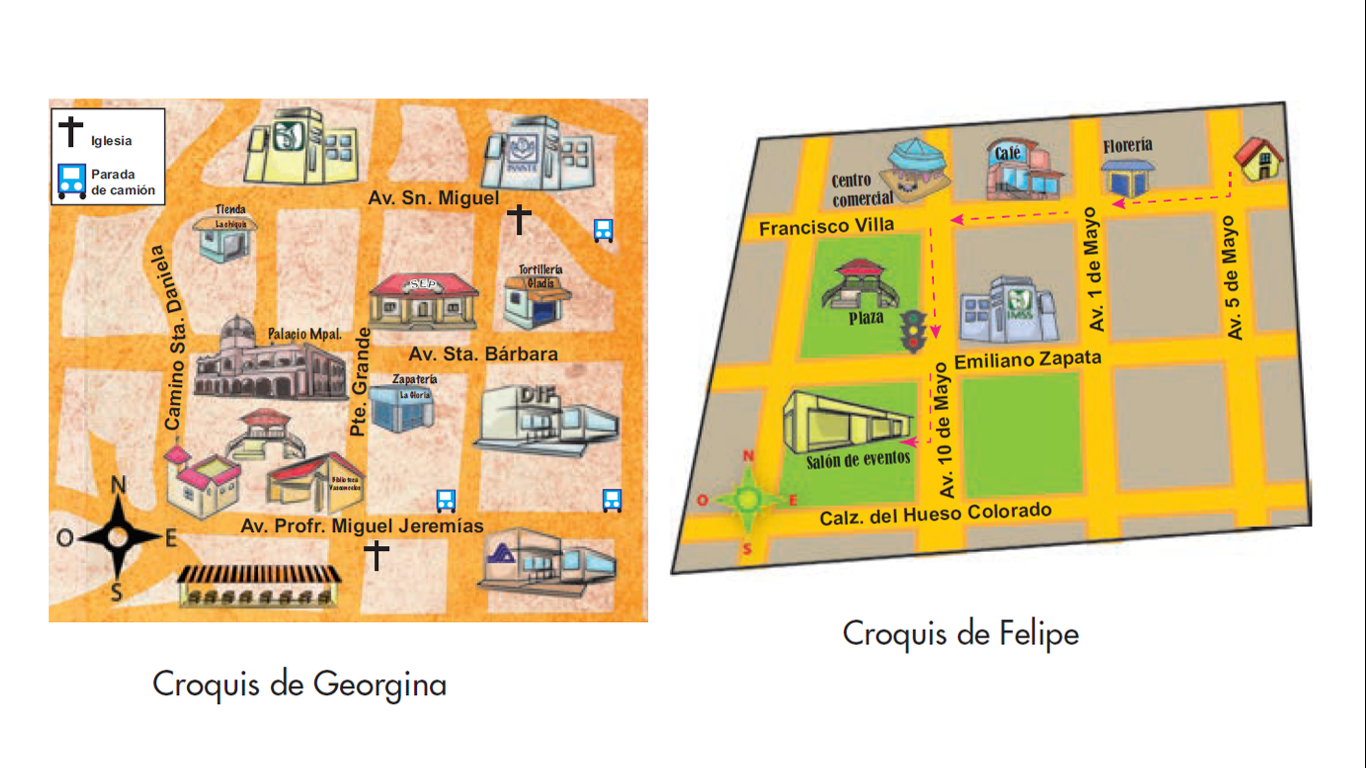 Iglesia
Parada
de camión
ISSSTE
Av. Sn. Miguel
Tienda
La chiquis
Camino Sta. Daniela
SEP
Tortillería
Gladis
Palacio Mpal.
Av. Sta. Bárbara
Pte. Grande
Zapatería
La Gloria
DIF
Biblioteca
Vasconcelos
N
O
E
S
Av. Profr. Miguel Jeremías
Croquis de Georgina
Centro
comercial
Café
Florería
Francisco Villa
Plaza
IMSS
Av. 1 de Mayo
Av. 5 de Mayo
Emiliano Zapata
Av. 10 de Mayo
Salón de eventos
N
O
E
S
Calz. del Hueso Colorado
Croquis de Felipe